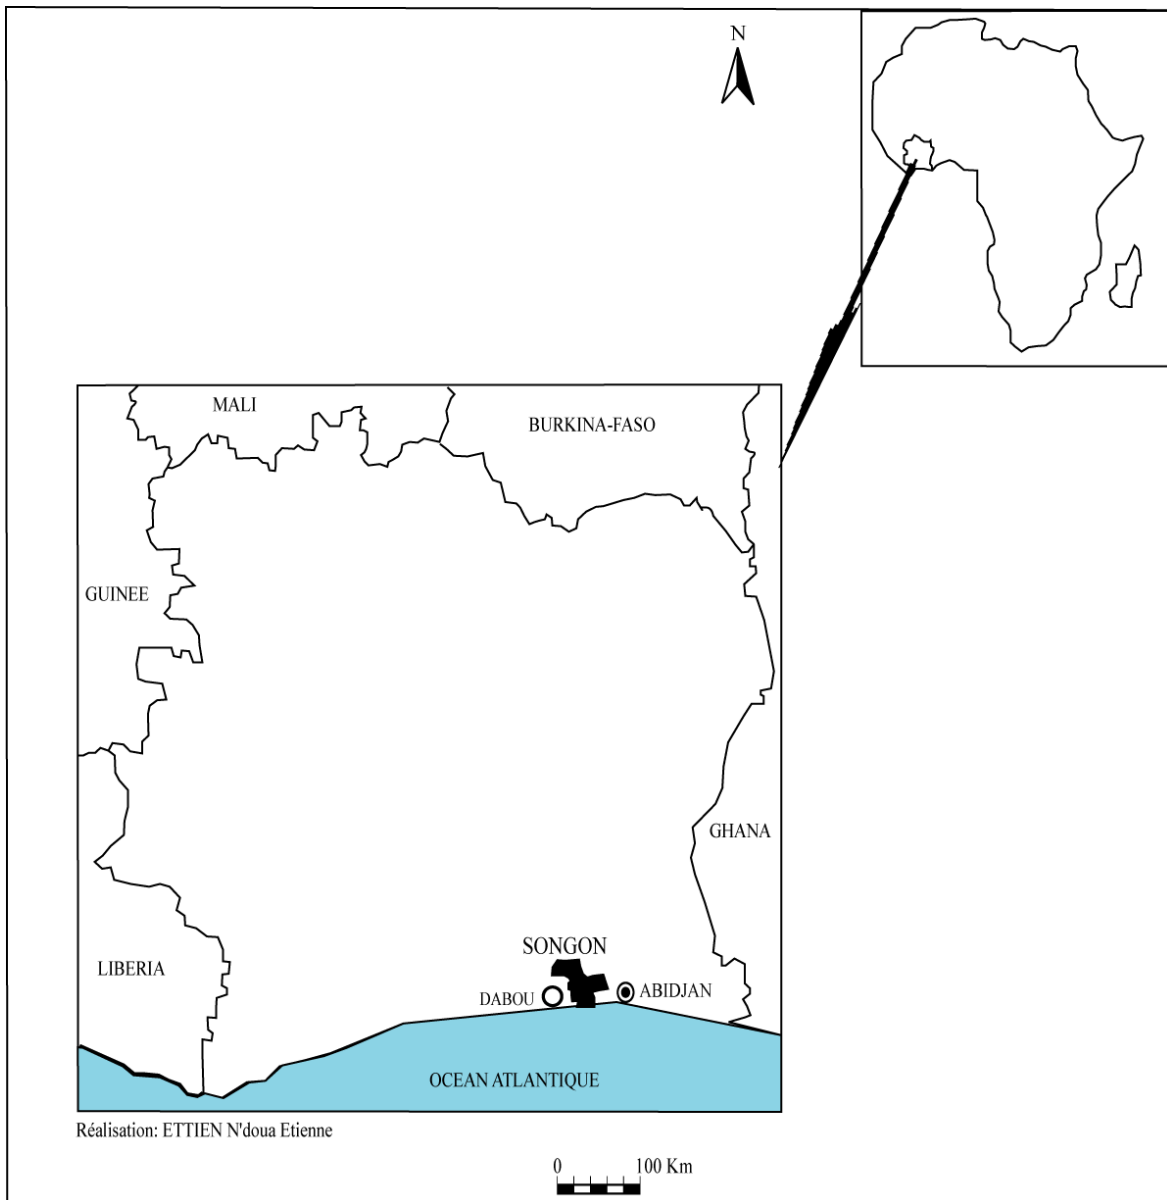 N
MALI
BURKINA-FASO
GUINEE
GHANA
SONGON
LIBERIA
DABOU
ABIDJAN
OCEAN ATLANTIQUE
Réalisation: ETTIEN N'doua Etienne
0 100 Km